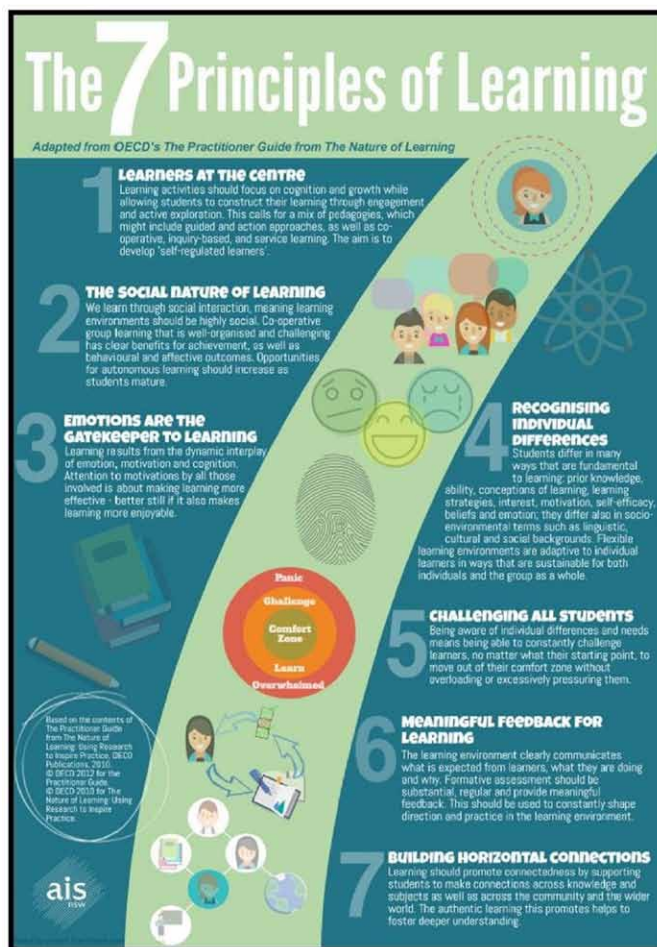 The 7 Principles of Learning
Adapted from OECD's The Practitioner Guide from The Nature of Learning
1 LEARNERS AT THE CENTRE
Learning activities should focus on cognition and growth while
allowing students to construct their learning through engagement
and active exploration. This calls for a mix of pedagogies, which
might include guided and action approaches, as well as co-
operative, inquiry-based, and service learning. The aim is to
develop 'self-regulated learners'.
2 THE SOCIAL NATURE OF LEARNING
We learn through social interaction, meaning learning
environments should be highly social. Co-operative
group learning that is well-organised and challenging
has clear benefits for achievement, as well as
behavioural and affective outcomes. Opportunities
for autonomous learning should increase as
students mature.
3 EMOTIONS ARE THE
GATEKEEPER TO LEARNING
Learning results from the dynamic interplay
of emotion, motivation and cognition.
Attention to motivations by all those
involved is about making learning more
effective - better still if it also makes
learning more enjoyable.
4 RECOGNISING
INDIVIDUAL
DIFFERENCES
Students differ in many
ways that are fundamental
to learning: prior knowledge,
ability, conceptions of learning, learning
strategies, interest, motivation, self-efficacy,
beliefs and emotion; they differ also in socio-
environmental terms such as linguistic,
cultural and social backgrounds. Flexible
learning environments are adaptive to individual
learners in ways that are sustainable for both
individuals and the group as a whole.
Panic
Challenge
Comfort
Zone
Learn
Overwhelmed
5 CHALLENGING ALL STUDENTS
Being aware of individual differences and needs
means being able to constantly challenge
learners, no matter what their starting point, to
move out of their comfort zone without
overloading or excessively pressuring them.
6 MEANINGFUL FEEDBACK FOR
LEARNING
The learning environment clearly communicates
what is expected from learners, what they are doing
and why. Formative assessment should be
substantial, regular and provide meaningful
feedback. This should be used to constantly shape
direction and practice in the learning environment.
7 BUILDING HORIZONTAL CONNECTIONS
Learning should promote connectedness by supporting
students to make connections across knowledge and
subjects as well as across the community and the wider
world. The authentic learning this promotes helps to
foster deeper understanding.
Based on the contents of
The Practitioner Guide
from The Nature of
Learning: Using Research
to Inspire Practice, OECD
Publications, 2010.
© OECD 2012 for the
Practitioner Guide.
© OECD 2010 for The
Nature of Learning: Using
Research to Inspire
Practice.
ais
nsw